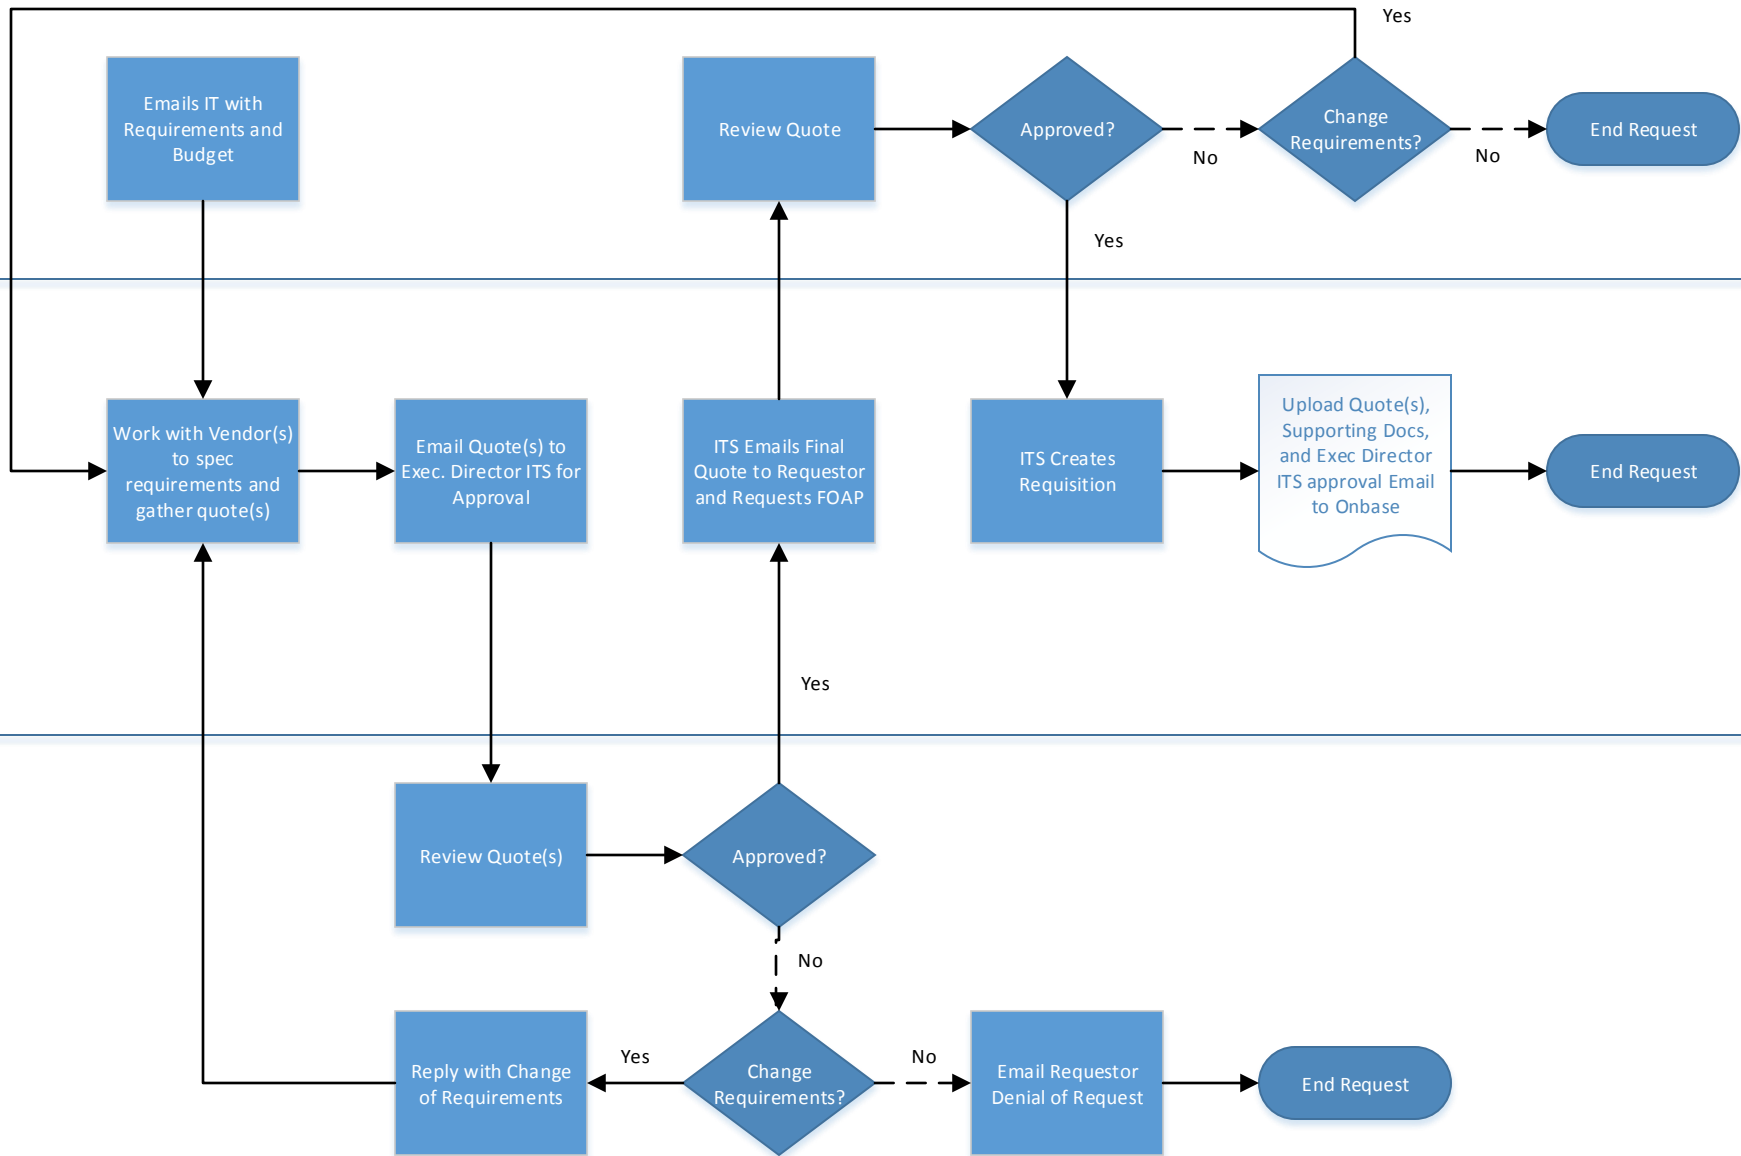 Yes
Emails IT with
Requirements and
Budget
Review Quote
Approved?
No
Change
Requirements?
No
End Request
Yes
Work with Vendor(s)
to spec
requirements and
gather quote(s)
Email Quote(s) to
Exec. Director ITS for
Approval
ITS Emails Final
Quote to Requestor
and Requests FOAP
ITS Creates
Requisition
Upload Quote(s),
Supporting Docs,
and Exec Director
ITS approval Email
to Onbase
End Request
Yes
Review Quote(s)
Approved?
No
Reply with Change
of Requirements
Yes
Change
Requirements?
No
Email Requestor
Denial of Request
End Request